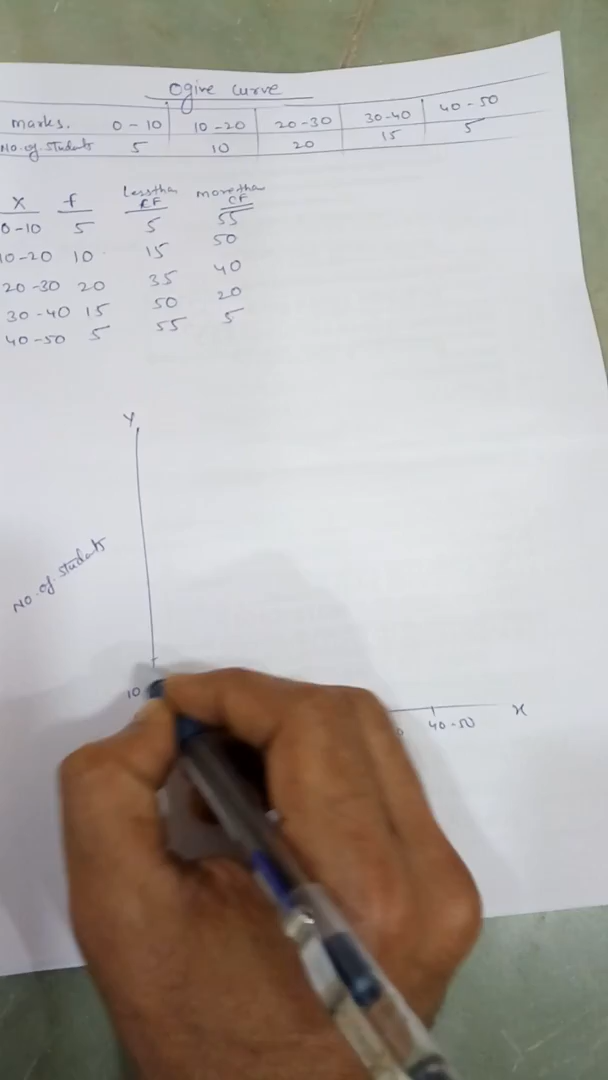 Ogive curve
marks. 0-10 10-20 20-30 30-40 40-50
No. of. students 5 10 20 15 5
X f less than CF more than CF
0-10 5 5 55
10-20 10 15 50
20-30 20 35 40
30-40 15 50 20
40-50 5 55 5
Y
No. of. students
10
40-50 x